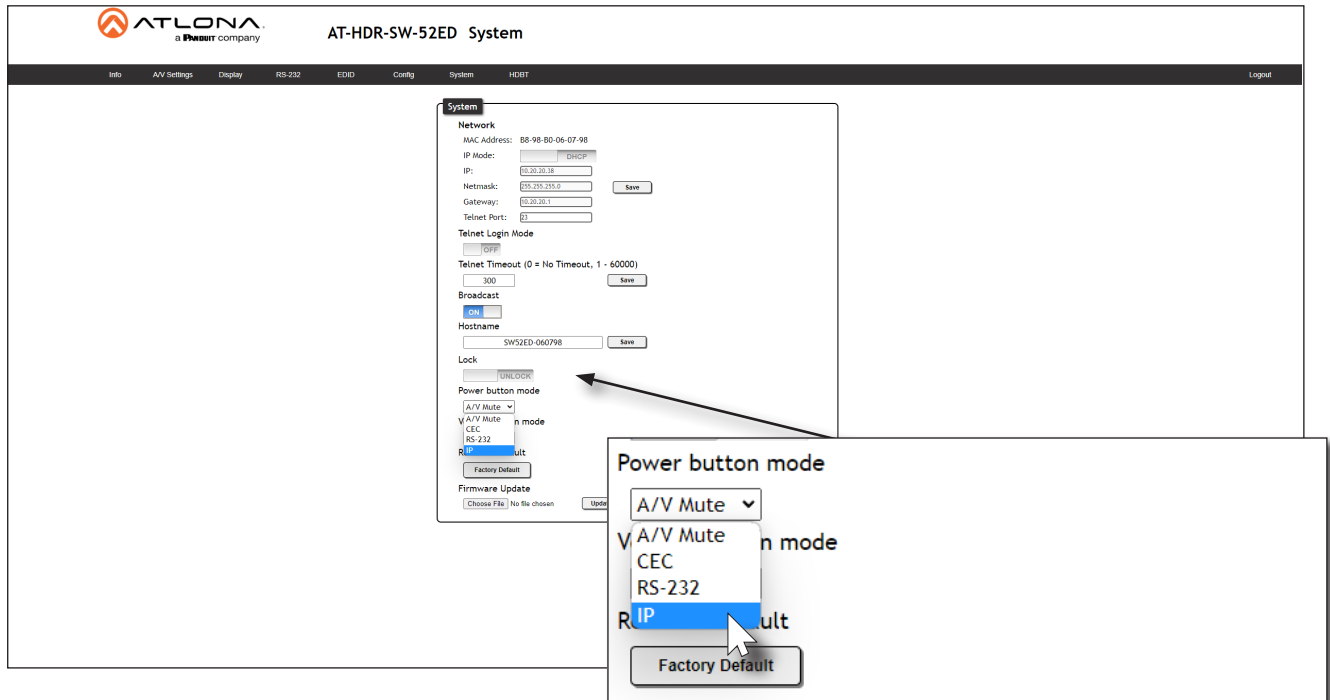 ATLONA.
a PANDUIT company
AT-HDR-SW-52ED System
Info A/V Settings Display RS-232 EDID Config System HDBT Logout
System
Network
MAC Address: B8-98-B0-06-07-98
IP Mode: DHCP
IP: 10.20.20.38
Netmask: 255.255.255.0 Save
Gateway: 10.20.20.1
Telnet Port: 23
Telnet Login Mode
OFF
Telnet Timeout (0 = No Timeout, 1 - 60000)
300 Save
Broadcast
ON
Hostname
SW52ED-060798 Save
Lock
UNLOCK
Power button mode
A/V Mute
A/V Mute
n mode
CEC
RS-232
IP
ult
Factory Default
Firmware Update
Choose File No file chosen Upda
Power button mode
A/V Mute
A/V Mute
V n mode
CEC
RS-232
IP
R ult
Factory Default